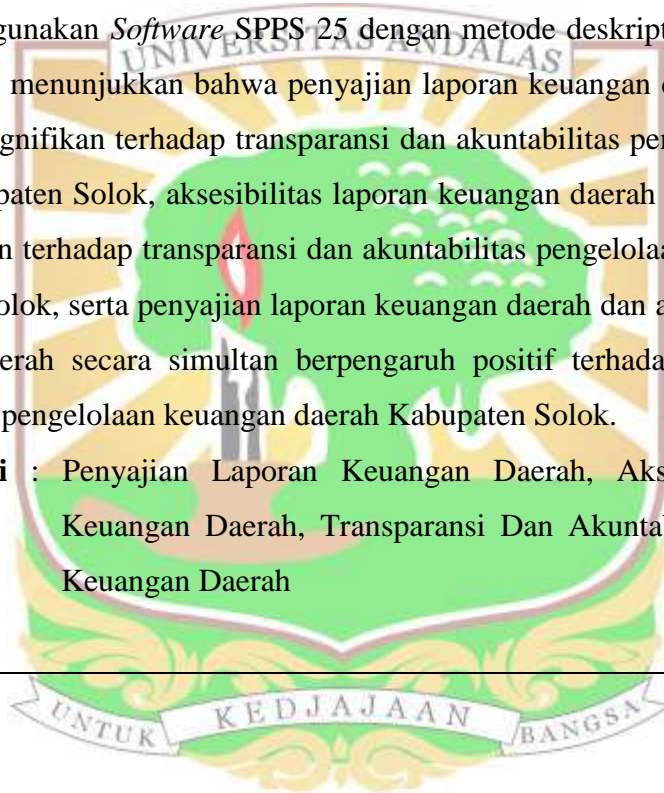 gunakan Software SPPS 25 dengan metode deskript
UNIVERSITAS ANDALAS
menunjukkan bahwa penyajian laporan keuangan
gnifikan terhadap transparansi dan akuntabilitas per
paten Solok, aksesibilitas laporan keuangan daerah
n terhadap transparansi dan akuntabilitas pengelola
olok, serta penyajian laporan keuangan daerah dan a
erah secara simultan berpengaruh positif terhada
pengelolaan keuangan daerah Kabupaten Solok.
i : Penyajian Laporan Keuangan Daerah, Aks
Keuangan Daerah, Transparansi Dan Akunta
Keuangan Daerah
UNTUK KEDJAJAAN BANGSA